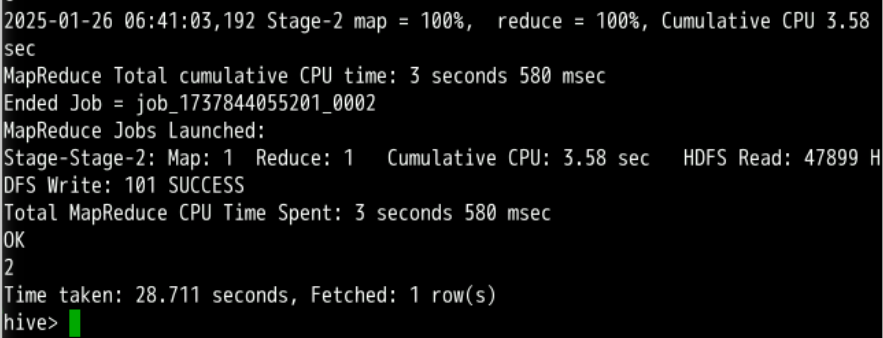 2025-01-26 06:41:03,192 Stage-2 map = 100%,  reduce = 100%, Cumulative CPU 3.58
sec
MapReduce Total cumulative CPU time: 3 seconds 580 msec
Ended Job = job_1737844055201_0002
MapReduce Jobs Launched:
Stage-Stage-2: Map: 1  Reduce: 1   Cumulative CPU: 3.58 sec   HDFS Read: 47899 H
DFS Write: 101 SUCCESS
Total MapReduce CPU Time Spent: 3 seconds 580 msec
OK
2
Time taken: 28.711 seconds, Fetched: 1 row(s)
hive>